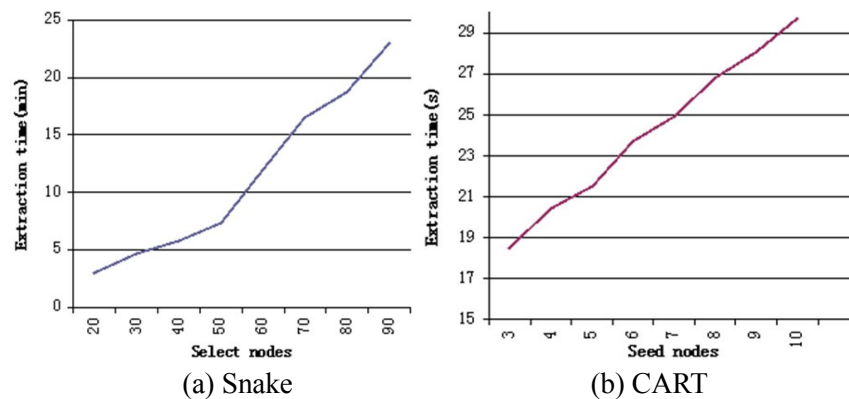 25
20
15
10
5
0
Extraction time(min)
20 30 40 50 60 70 80 90
Select nodes
(a) Snake
29
27
25
23
21
19
17
15
Extraction time(s)
3 4 5 6 7 8 9 10
Seed nodes
(b) CART